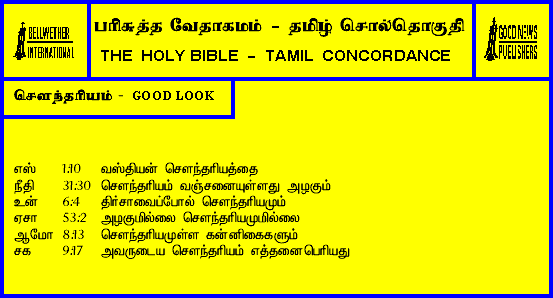 BELLWETHER
INTERNATIONAL
பரிசுத்த வேதாகமம் - தமிழ் சொல்தொகுதி
THE HOLY BIBLE - TAMIL CONCORDANCE
GOOD NEWS
PUBLISHERS
சௌந்தரியம் - GOOD LOOK
எஸ் 1:10 வஸ்தியன் சௌந்தரியத்தை
நீதி 31:30 சௌந்தரியம் வஞ்சனையுள்ளது அழகும்
உன் 6:4 திர்சாவைப்போல் சௌந்தரியமும்
ஏசா 53:2 அழகுமில்லை சௌந்தரியமுமில்லை
ஆமோ 8:13 சௌந்தரியமுள்ள கன்னிகைகளும்
சக 9:17 அவருடைய சௌந்தரியம் எத்தனைபெரியது